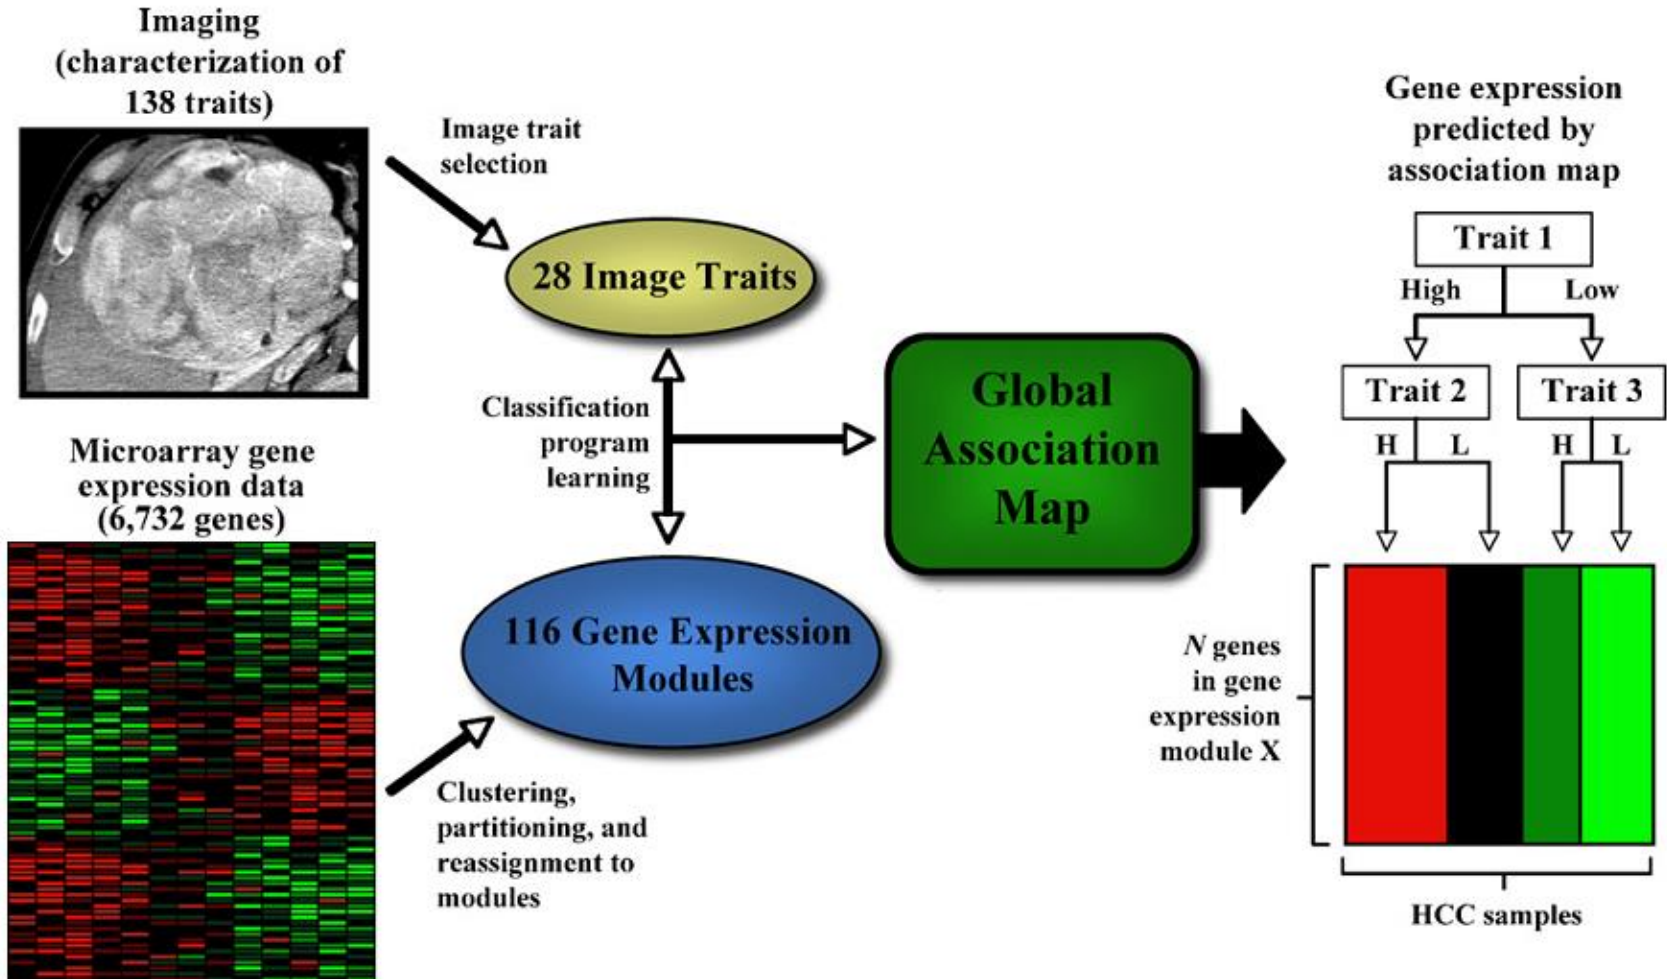 Imaging
(characterization of
138 traits)
Image trait
selection
28 Image Traits
Classification
program
learning
Microarray gene
expression data
(6,732 genes)
116 Gene Expression
Modules
Clustering,
partitioning, and
reassignment to
modules
Global
Association
Map
Gene expression
predicted by
association map
Trait 1
High Low
Trait 2 Trait 3
H L H L
N genes
in gene
expression
module X
HCC samples